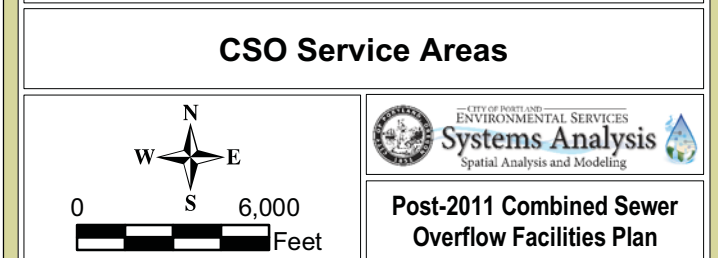 CSO Service Areas
N
W E
S
0 6,000
Feet
CITY OF PORTLAND
ENVIRONMENTAL SERVICES
Systems Analysis
Spatial Analysis and Modeling
Post-2011 Combined Sewer
Overflow Facilities Plan